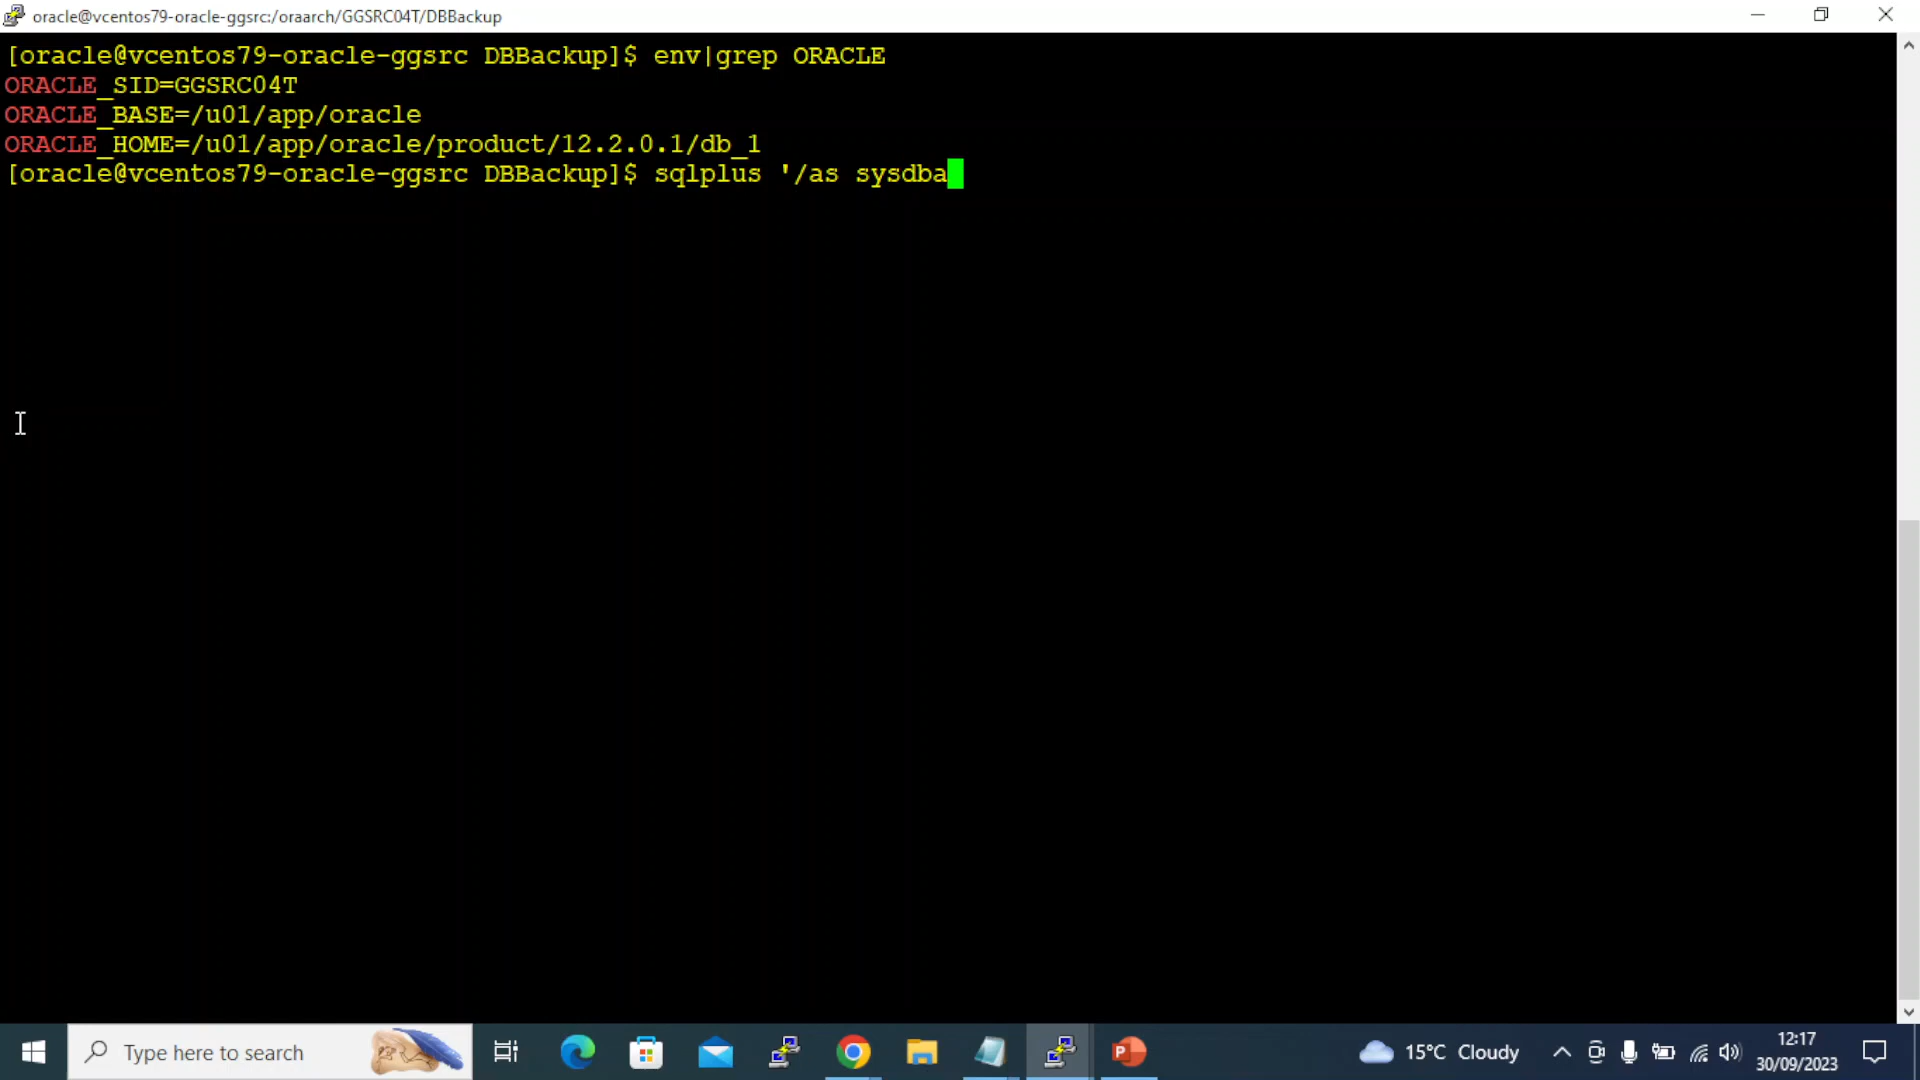 oracle@vcentos79-oracle-ggsrc:/oraarch/GGSRC04T/DBBackup
[oracle@vcentos79-oracle-ggsrc DBBackup]$ env|grep ORACLE
ORACLE_SID=GGSRC04T
ORACLE_BASE=/u01/app/oracle
ORACLE_HOME=/u01/app/oracle/product/12.2.0.1/db_1
[oracle@vcentos79-oracle-ggsrc DBBackup]$ sqlplus '/as sysdba
Type here to search
15°C Cloudy
12:17
30/09/2023